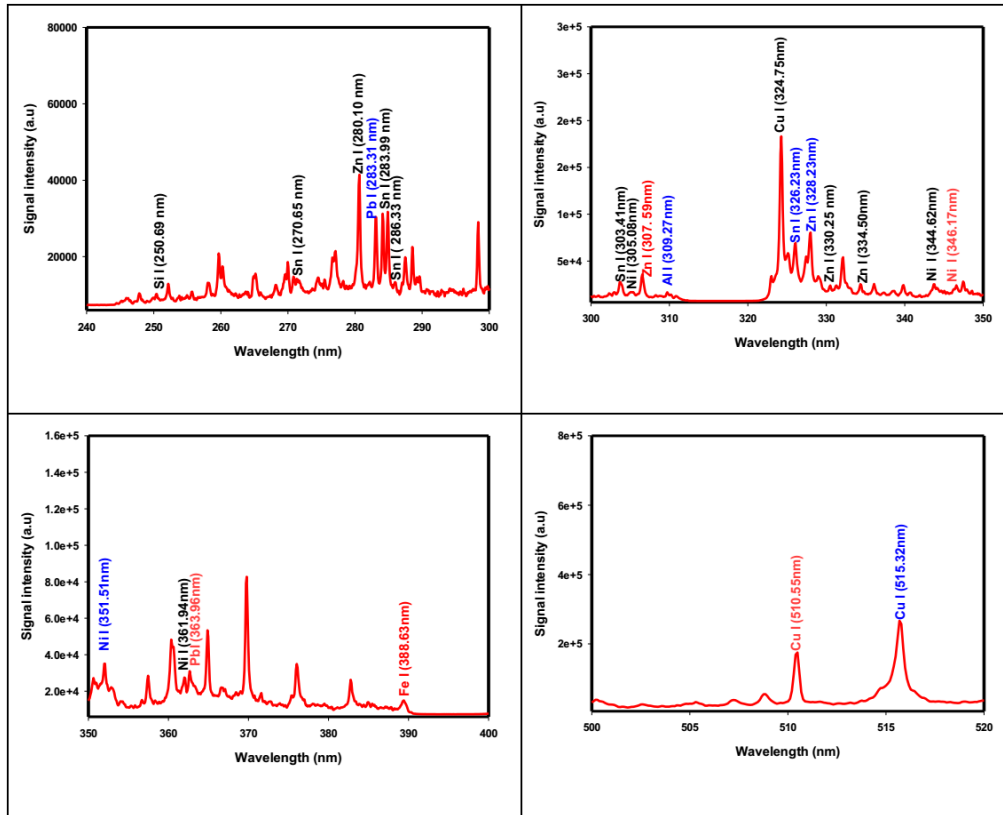 80000
60000
40000
20000
0
Signal intensity (a.u)
240 250 260 270 280 290 300
Wavelength (nm)
Si I (250.69 nm)
Sn I (270.65 nm)
Zn I (280.10 nm)
Pb I (283.31 nm)
Sn I (283.99 nm)
Sn I ( 286.33 nm)
3e+5
3e+5
2e+5
2e+5
1e+5
5e+4
Signal intensity (a.u)
300 310 320 330 340 350
Wavelength (nm)
Sn I (303.41 nm)
Ni I (305.08nm)
Zn I (307. 59nm)
Al I (309.27nm)
Cu I (324.75nm)
Sn I (326.23nm)
Zn I (328.23nm)
Zn I (330.25 nm)
Zn I (334.50nm)
Ni I (344.62nm)
Ni I (346.17nm)
1.6e+5
1.4e+5
1.2e+5
1.0e+5
8.0e+4
6.0e+4
4.0e+4
2.0e+4
Signal intensity (a.u)
350 360 370 380 390 400
Wavelength (nm)
Ni I (351.51nm)
Ni I (361.94nm)
Pb I (363.96nm)
Fe I (388.63nm)
8e+5
6e+5
4e+5
2e+5
0
Signal intensity (a.u)
500 505 510 515 520
Wavelength (nm)
Cu I (510.55nm)
Cu I (515.32nm)